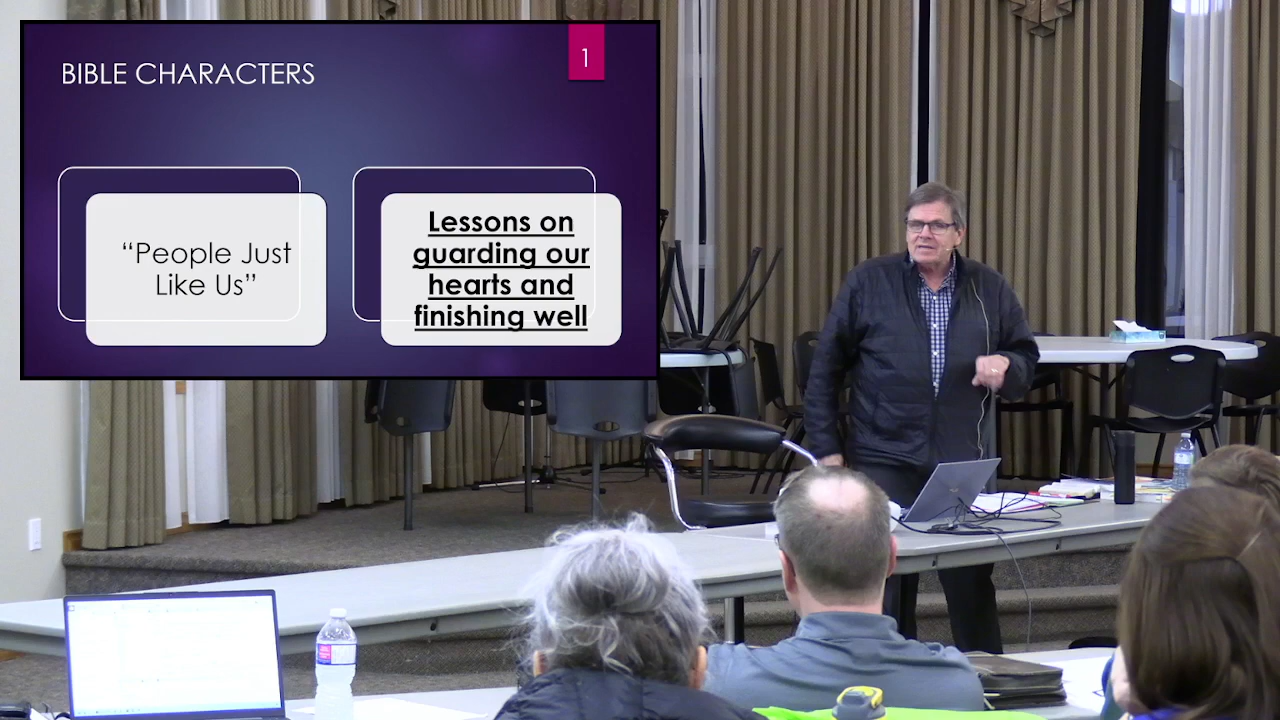 1
BIBLE CHARACTERS
“People Just
Like Us”
Lessons on
guarding our
hearts and
finishing well